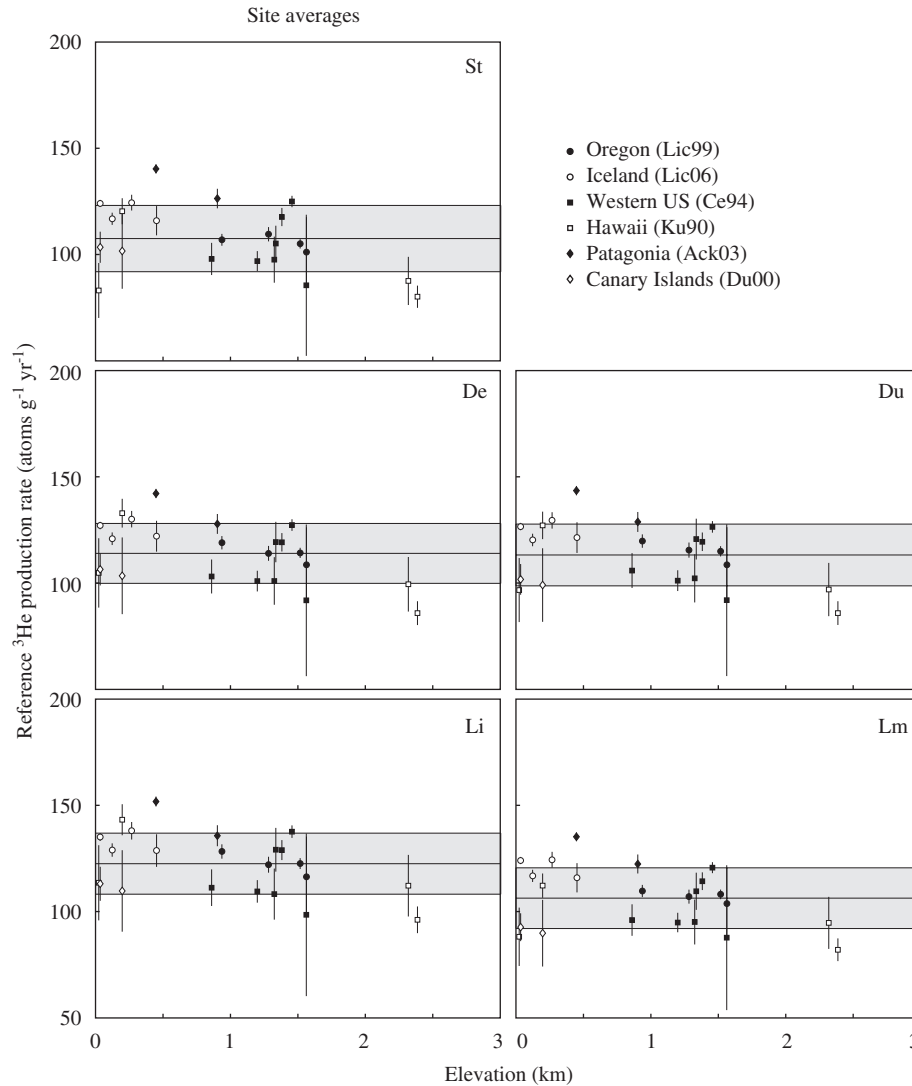 Site averages
200
150
100
St
Oregon (Lic99)
Iceland (Lic06)
Western US (Ce94)
Hawaii (Ku90)
Patagonia (Ack03)
Canary Islands (Du00)
Reference ³He production rate (atoms g⁻¹ yr⁻¹)
200
150
100
De
Du
200
150
100
50
Li
Lm
0 1 2 3
0 1 2 3
Elevation (km)